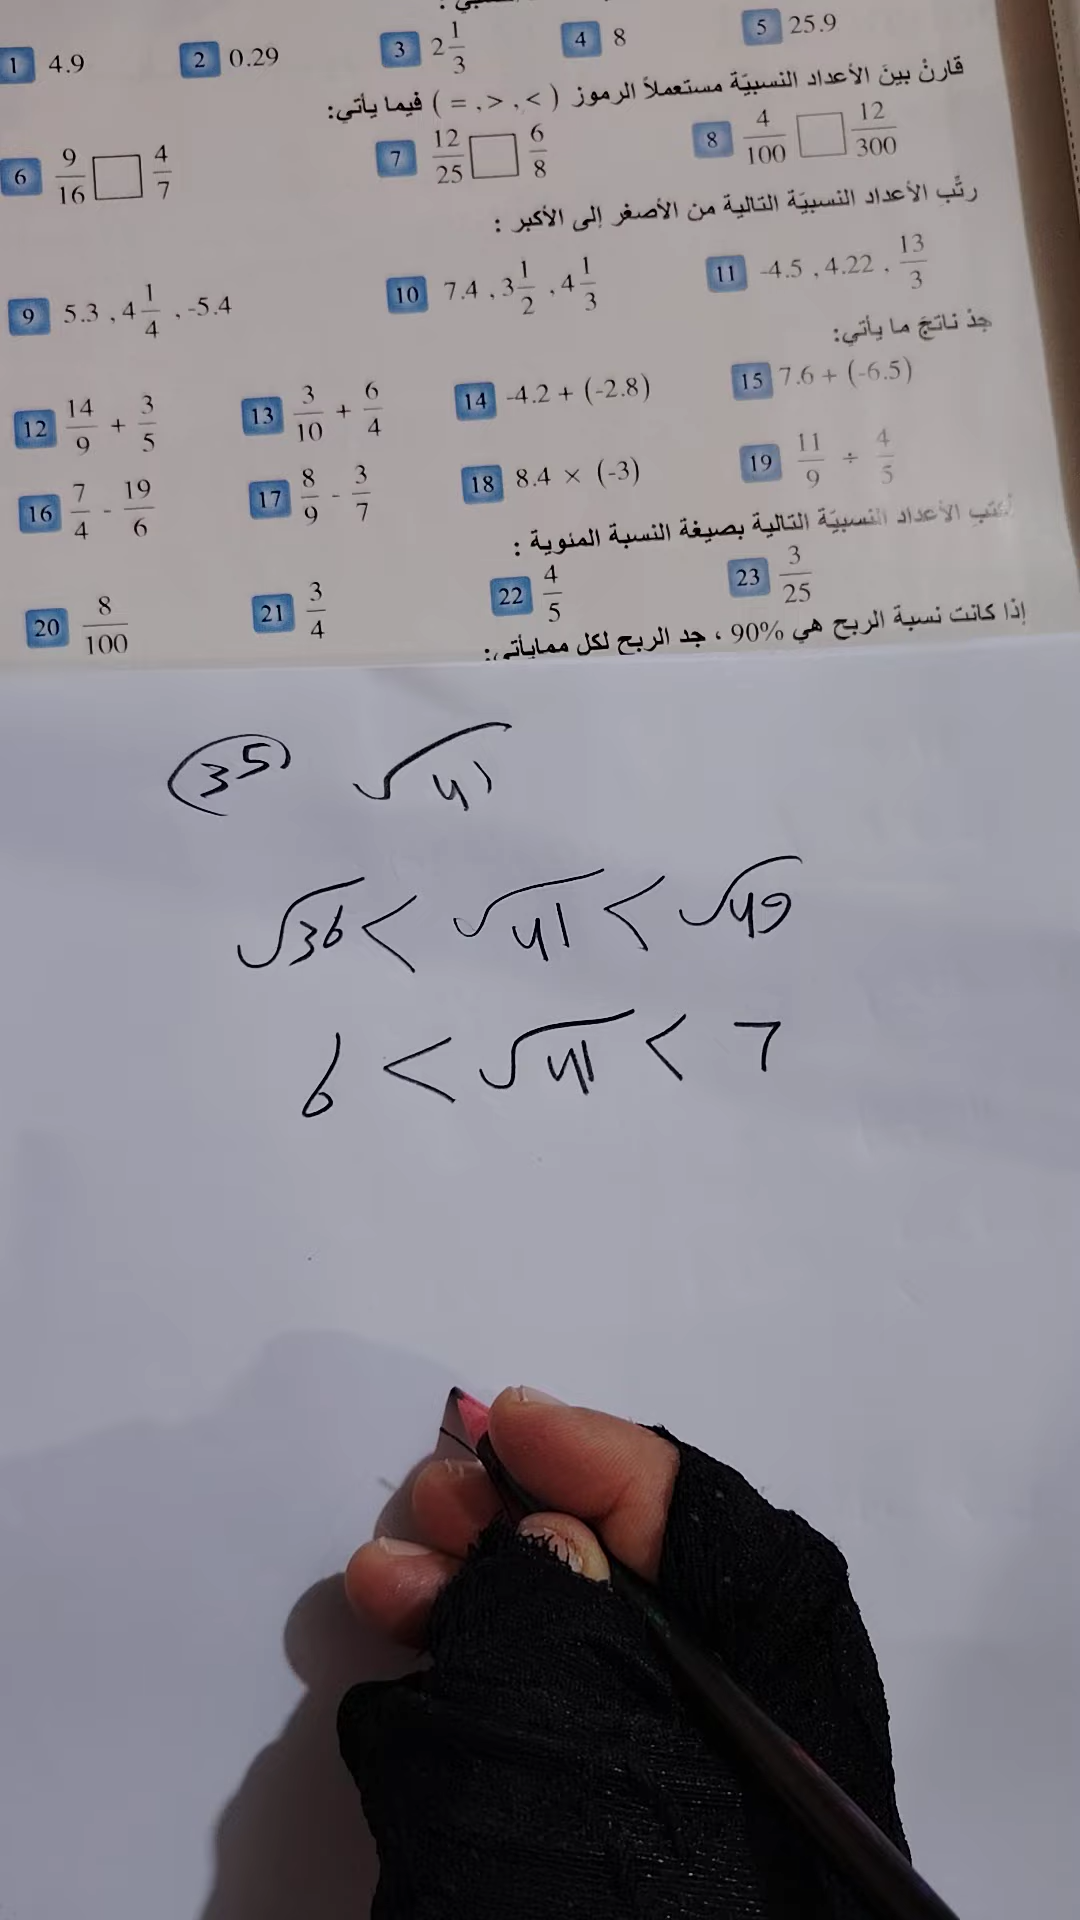 1 4.9 2 0.29 3 2 1/3 4 8 5 25.9
قارنْ بينَ الأعداد النسبيّة مستعملاً الرموز ( < ، > ، = ) فيما يأتي:
6 9/16 □ 4/7 7 12/25 □ 6/8 8 4/100 □ 12/300
رتِّب الأعداد النسبيّة التالية من الأصغر إلى الأكبر :
9 5.3 , 4 1/4 , -5.4 10 7.4 , 3 1/2 , 4 1/3 11 -4.5 , 4.22 , 13/3
جدْ ناتجَ ما يأتي:
12 14/9 + 3/5 13 3/10 + 6/4 14 -4.2 + (-2.8) 15 7.6 + (-6.5)
16 7/4 - 19/6 17 8/9 - 3/7 18 8.4 × (-3) 19 11/9 ÷ 4/5
أكتب الأعداد النسبيّة التالية بصيغة النسبة المئوية :
20 8/100 21 3/4 22 4/5 23 3/25
إذا كانت نسبة الربح هي 90% ، جد الربح لكل ممايأتي:
35 √41
√36 < √41 < √49
6 < √41 < 7